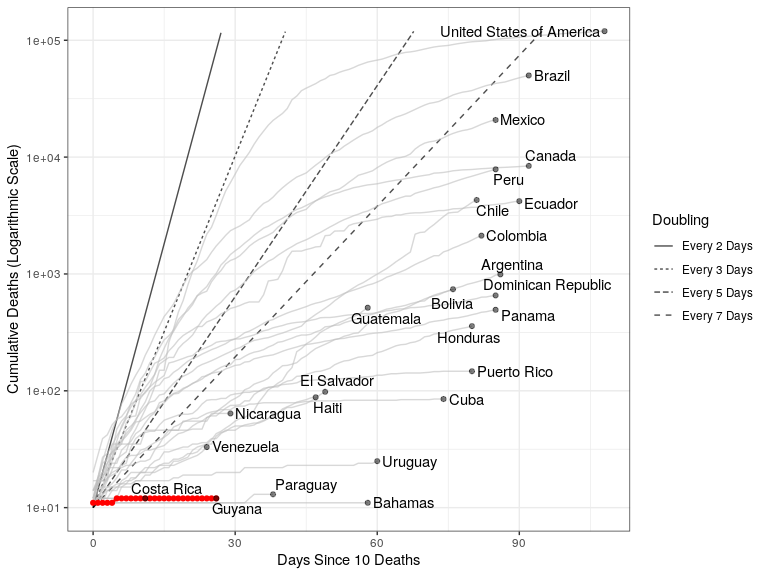 1e+05
1e+04
1e+03
1e+02
1e+01
Cumulative Deaths (Logarithmic Scale)
United States of America
Brazil
Mexico
Canada
Peru
Chile
Ecuador
Colombia
Argentina
Dominican Republic
Bolivia
Guatemala
Panama
Honduras
El Salvador
Puerto Rico
Haiti
Cuba
Nicaragua
Venezuela
Uruguay
Costa Rica
Paraguay
Guyana
Bahamas
0
30
60
90
Days Since 10 Deaths
Doubling
Every 2 Days
Every 3 Days
Every 5 Days
Every 7 Days